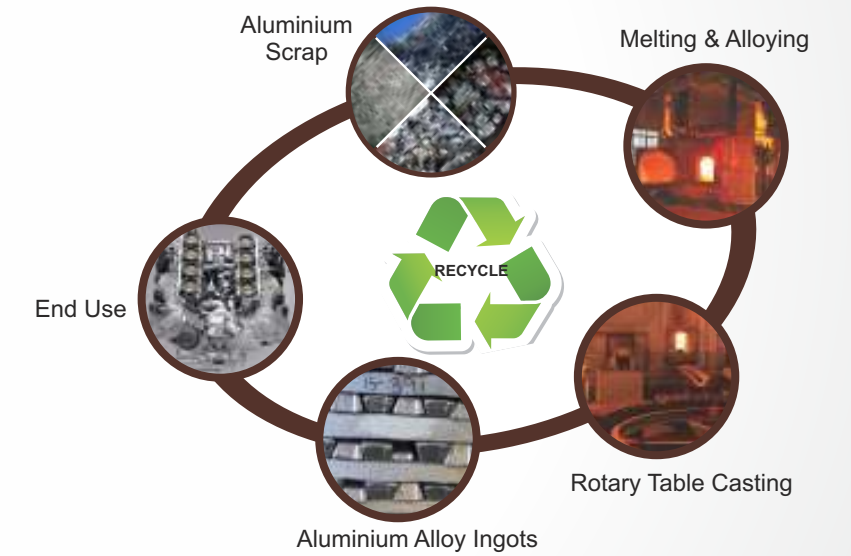 Aluminium
Scrap
Melting & Alloying
RECYCLE
End Use
Rotary Table Casting
Aluminium Alloy Ingots